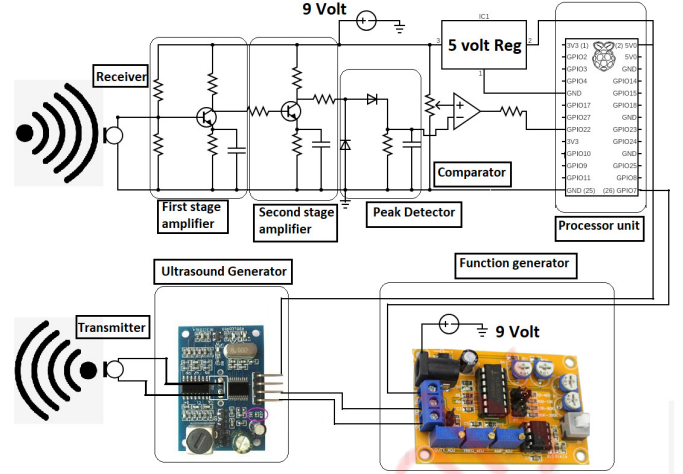 9 Volt
IC1
5 volt Reg
3
2
1
Receiver
3V3 (1)
(2) 5V0
GPIO2
5V0
GPIO3
GND
GPIO4
GPIO14
GND
GPIO15
GPIO17
GPIO18
GPIO27
GND
GPIO22
GPIO23
3V3
GPIO24
GPIO10
GND
GPIO9
GPIO25
GPIO11
GPIO8
GND (25)
(26) GPIO7
Comparator
First stage
amplifier
Second stage
amplifier
Peak Detector
Processor unit
Ultrasound Generator
Function generator
Transmitter
9 Volt